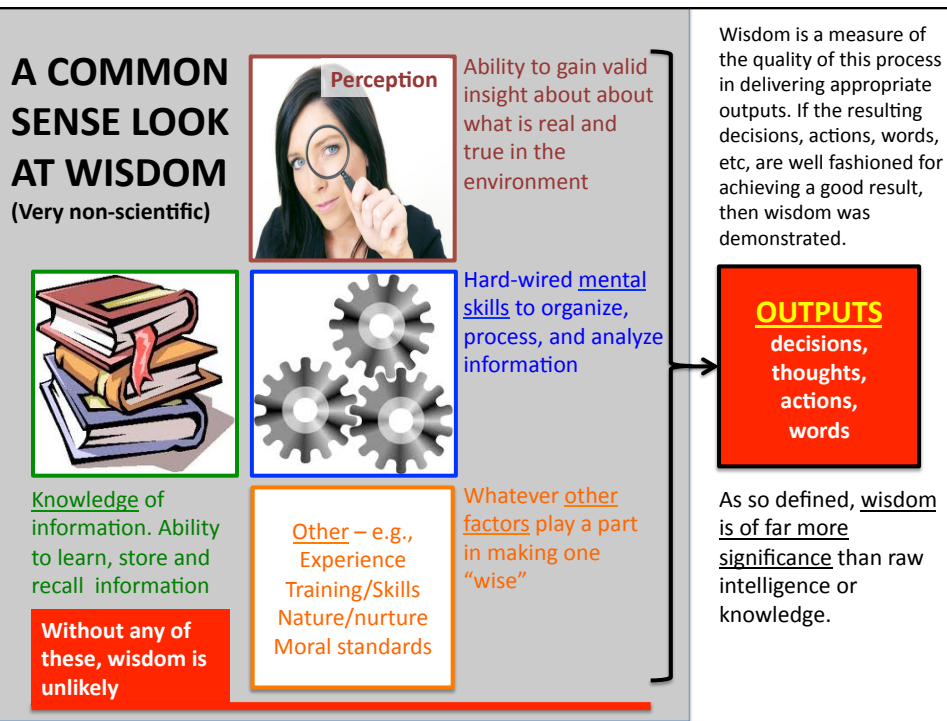 A COMMON
SENSE LOOK
AT WISDOM
(Very non-scientific)
Perception
Ability to gain valid
insight about about
what is real and
true in the
environment
Hard-wired mental
skills to organize,
process, and analyze
information
Knowledge of
information. Ability
to learn, store and
recall information
Other – e.g.,
Experience
Training/Skills
Nature/nurture
Moral standards
Whatever other
factors play a part
in making one
“wise”
Without any of
these, wisdom is
unlikely
Wisdom is a measure of
the quality of this process
in delivering appropriate
outputs. If the resulting
decisions, actions, words,
etc, are well fashioned for
achieving a good result,
then wisdom was
demonstrated.
OUTPUTS
decisions,
thoughts,
actions,
words
As so defined, wisdom
is of far more
significance than raw
intelligence or
knowledge.